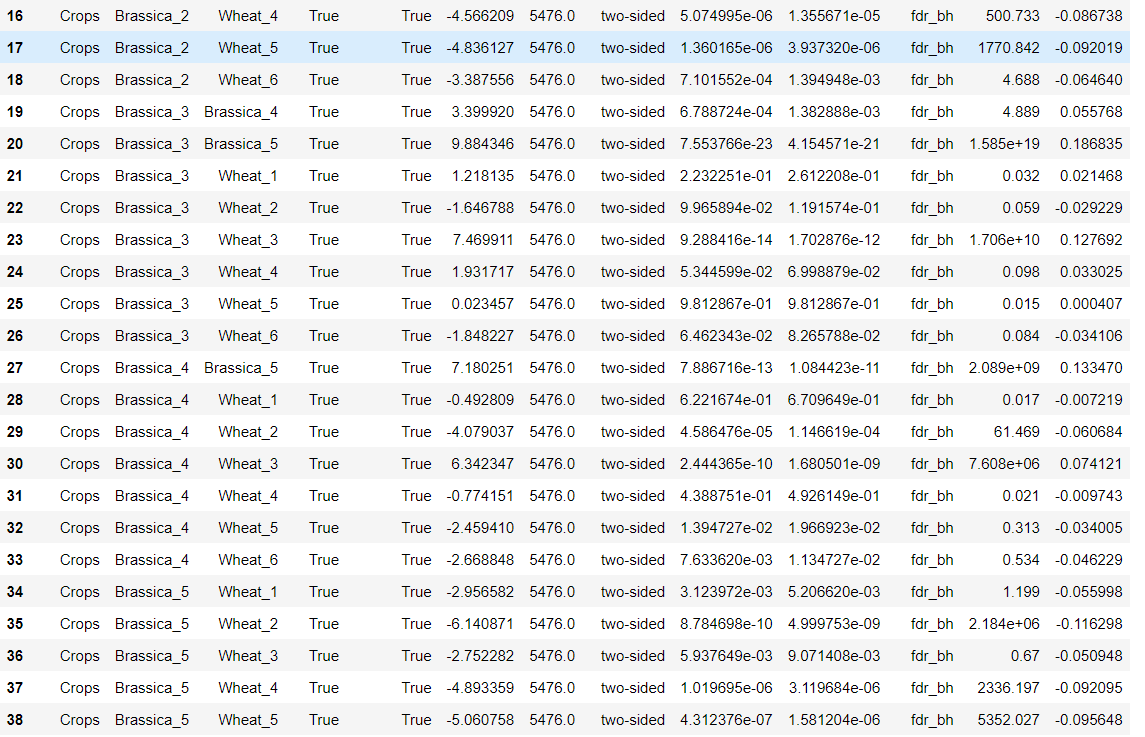 16 Crops Brassica_2 Wheat_4 True True -4.566209 5476.0 two-sided 5.074995e-06 1.355671e-05 fdr_bh 500.733 -0.086738
17 Crops Brassica_2 Wheat_5 True True -4.836127 5476.0 two-sided 1.360165e-06 3.937320e-06 fdr_bh 1770.842 -0.092019
18 Crops Brassica_2 Wheat_6 True True -3.387556 5476.0 two-sided 7.101552e-04 1.394948e-03 fdr_bh 4.688 -0.064640
19 Crops Brassica_3 Brassica_4 True True 3.399920 5476.0 two-sided 6.788724e-04 1.382888e-03 fdr_bh 4.889 0.055768
20 Crops Brassica_3 Brassica_5 True True 9.884346 5476.0 two-sided 7.553766e-23 4.154571e-21 fdr_bh 1.585e+19 0.186835
21 Crops Brassica_3 Wheat_1 True True 1.218135 5476.0 two-sided 2.232251e-01 2.612208e-01 fdr_bh 0.032 0.021468
22 Crops Brassica_3 Wheat_2 True True -1.646788 5476.0 two-sided 9.965894e-02 1.191574e-01 fdr_bh 0.059 -0.029229
23 Crops Brassica_3 Wheat_3 True True 7.469911 5476.0 two-sided 9.288416e-14 1.702876e-12 fdr_bh 1.706e+10 0.127692
24 Crops Brassica_3 Wheat_4 True True 1.931717 5476.0 two-sided 5.344599e-02 6.998879e-02 fdr_bh 0.098 0.033025
25 Crops Brassica_3 Wheat_5 True True 0.023457 5476.0 two-sided 9.812867e-01 9.812867e-01 fdr_bh 0.015 0.000407
26 Crops Brassica_3 Wheat_6 True True -1.848227 5476.0 two-sided 6.462343e-02 8.265788e-02 fdr_bh 0.084 -0.034106
27 Crops Brassica_4 Brassica_5 True True 7.180251 5476.0 two-sided 7.886716e-13 1.084423e-11 fdr_bh 2.089e+09 0.133470
28 Crops Brassica_4 Wheat_1 True True -0.492809 5476.0 two-sided 6.221674e-01 6.709649e-01 fdr_bh 0.017 -0.007219
29 Crops Brassica_4 Wheat_2 True True -4.079037 5476.0 two-sided 4.586476e-05 1.146619e-04 fdr_bh 61.469 -0.060684
30 Crops Brassica_4 Wheat_3 True True 6.342347 5476.0 two-sided 2.444365e-10 1.680501e-09 fdr_bh 7.608e+06 0.074121
31 Crops Brassica_4 Wheat_4 True True -0.774151 5476.0 two-sided 4.388751e-01 4.926149e-01 fdr_bh 0.021 -0.009743
32 Crops Brassica_4 Wheat_5 True True -2.459410 5476.0 two-sided 1.394727e-02 1.966923e-02 fdr_bh 0.313 -0.034005
33 Crops Brassica_4 Wheat_6 True True -2.668848 5476.0 two-sided 7.633620e-03 1.134727e-02 fdr_bh 0.534 -0.046229
34 Crops Brassica_5 Wheat_1 True True -2.956582 5476.0 two-sided 3.123972e-03 5.206620e-03 fdr_bh 1.199 -0.055998
35 Crops Brassica_5 Wheat_2 True True -6.140871 5476.0 two-sided 8.784698e-10 4.999753e-09 fdr_bh 2.184e+06 -0.116298
36 Crops Brassica_5 Wheat_3 True True -2.752282 5476.0 two-sided 5.937649e-03 9.071408e-03 fdr_bh 0.67 -0.050948
37 Crops Brassica_5 Wheat_4 True True -4.893359 5476.0 two-sided 1.019695e-06 3.119684e-06 fdr_bh 2336.197 -0.092095
38 Crops Brassica_5 Wheat_5 True True -5.060758 5476.0 two-sided 4.312376e-07 1.581204e-06 fdr_bh 5352.027 -0.095648